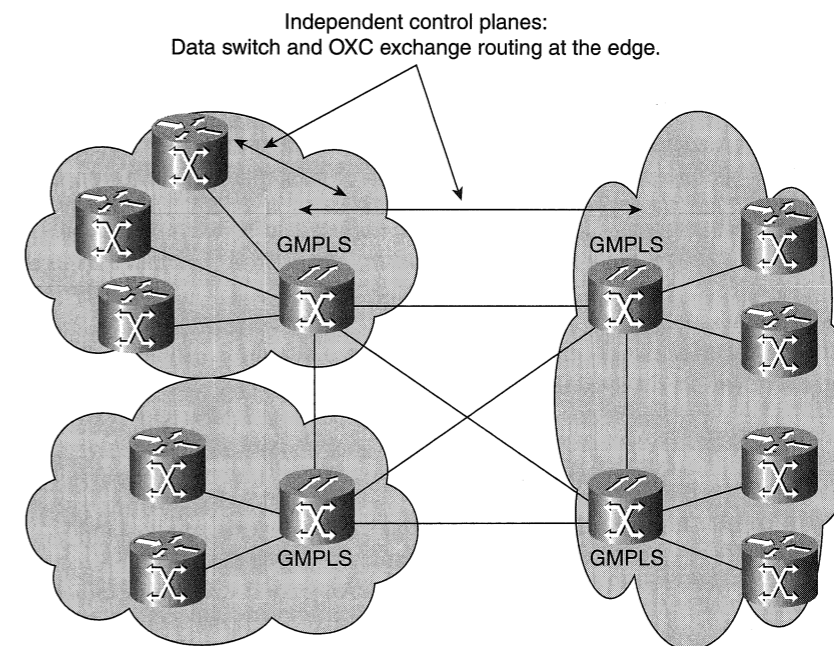 Independent control planes:
Data switch and OXC exchange routing at the edge.
GMPLS
GMPLS
GMPLS
GMPLS